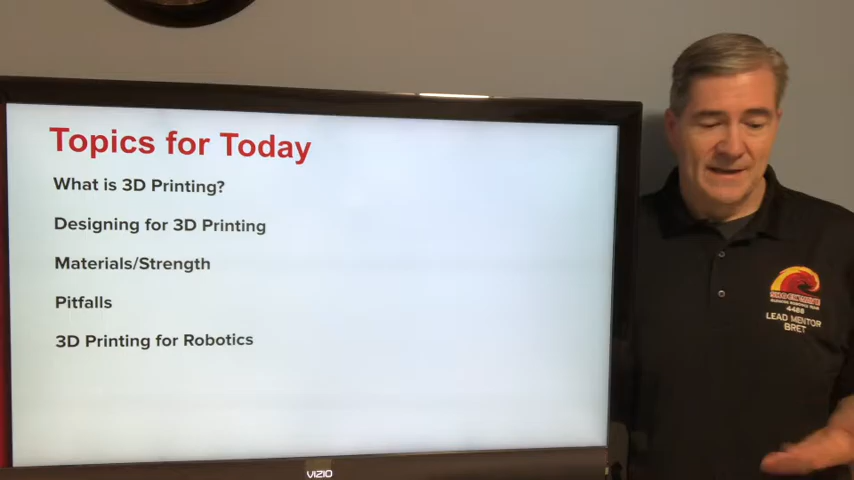 Topics for Today
What is 3D Printing?
Designing for 3D Printing
Materials/Strength
Pitfalls
3D Printing for Robotics
VIZIO
SHOCKWAVE
4488
LEAD MENTOR
BRET